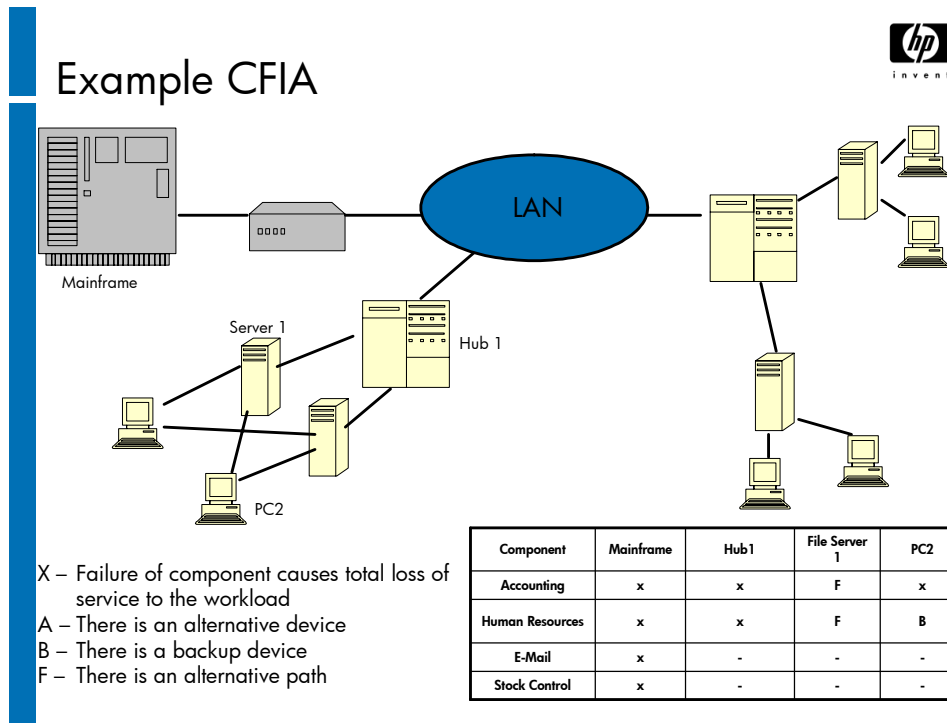 hp
invent
Example CFIA
LAN
Mainframe
Server 1
Hub 1
PC2
X – Failure of component causes total loss of
service to the workload
A – There is an alternative device
B – There is a backup device
F – There is an alternative path
Component Mainframe Hub1 File Server 1 PC2
Accounting x x F x
Human Resources x x F B
E-Mail x - - -
Stock Control x - - -